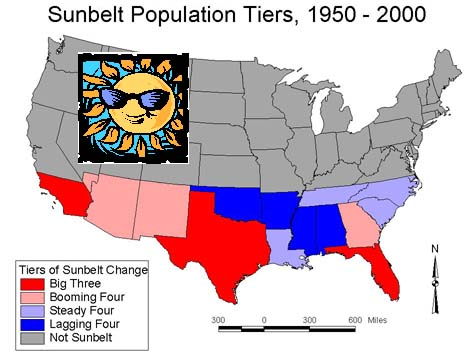 Sunbelt Population Tiers, 1950 - 2000
N
Tiers of Sunbelt Change
Big Three
Booming Four
Steady Four
Lagging Four
Not Sunbelt
300 0 300 600 Miles